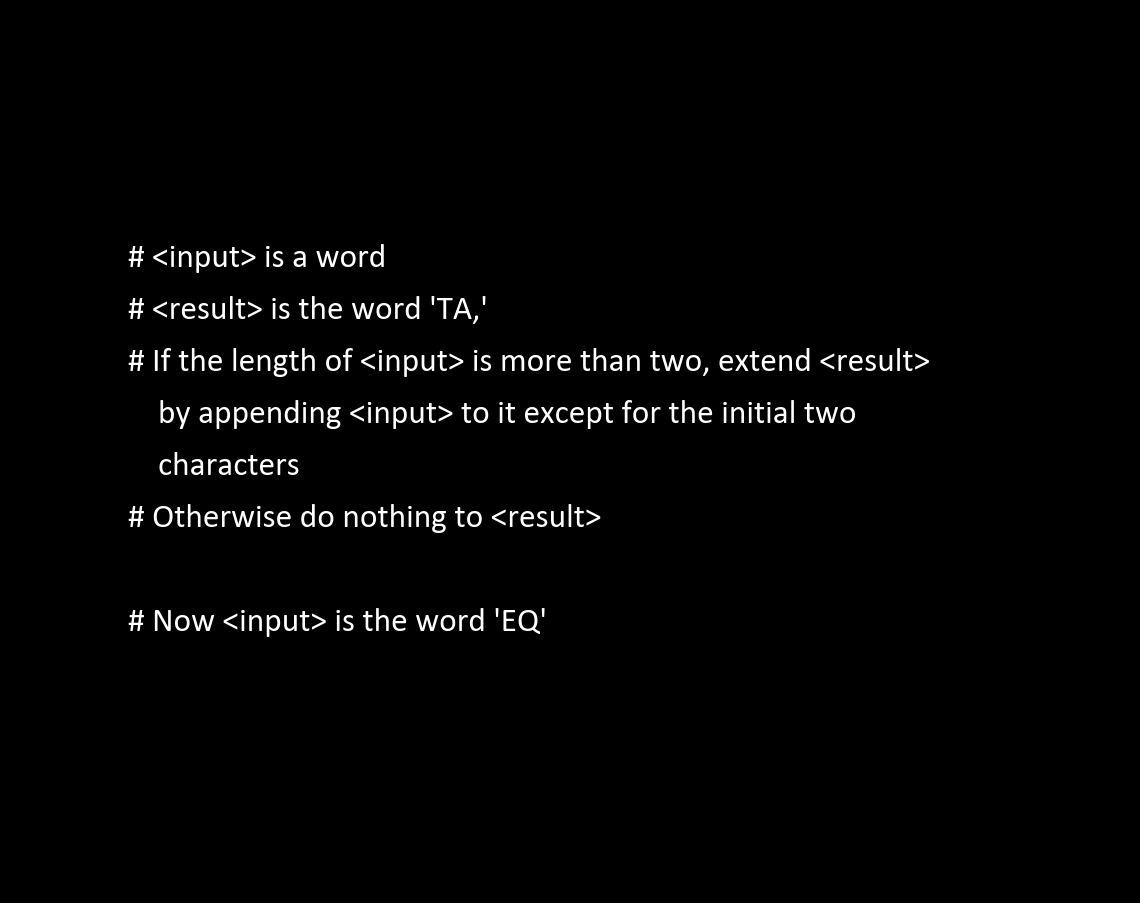 # <input> is a word
# <result> is the word 'TA,'
# If the length of <input> is more than two, extend <result>
by appending <input> to it except for the initial two
characters
# Otherwise do nothing to <result>
# Now <input> is the word 'EQ'